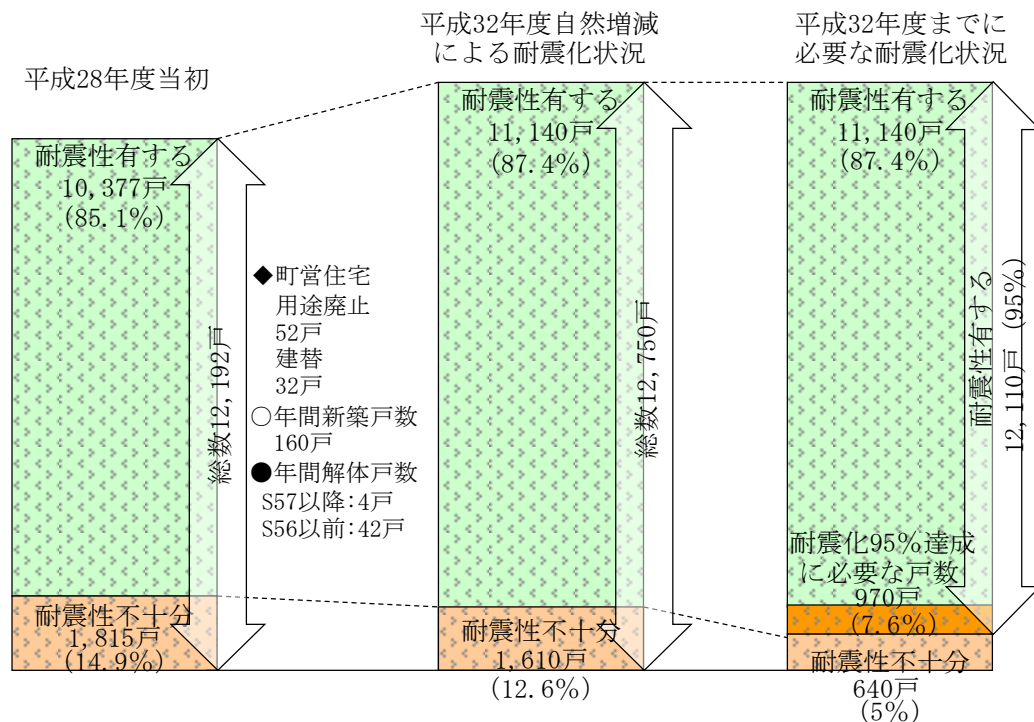 平成28年度当初
耐震性有する
10,377戸
(85.1%)
耐震性不十分
1,815戸
(14.9%)
総数12,192戸
◆町営住宅
用途廃止
52戸
建替
32戸
○年間新築戸数
160戸
●年間解体戸数
S57以降:4戸
S56以前:42戸
平成32年度自然増減
による耐震化状況
耐震性有する
11,140戸
(87.4%)
耐震性不十分
1,610戸
(12.6%)
総数12,750戸
平成32年度までに
必要な耐震化状況
耐震性有する
11,140戸
(87.4%)
耐震化95%達成
に必要な戸数
970戸
(7.6%)
耐震性不十分
640戸
(5%)
耐震性有する
12,110戸 (95%)